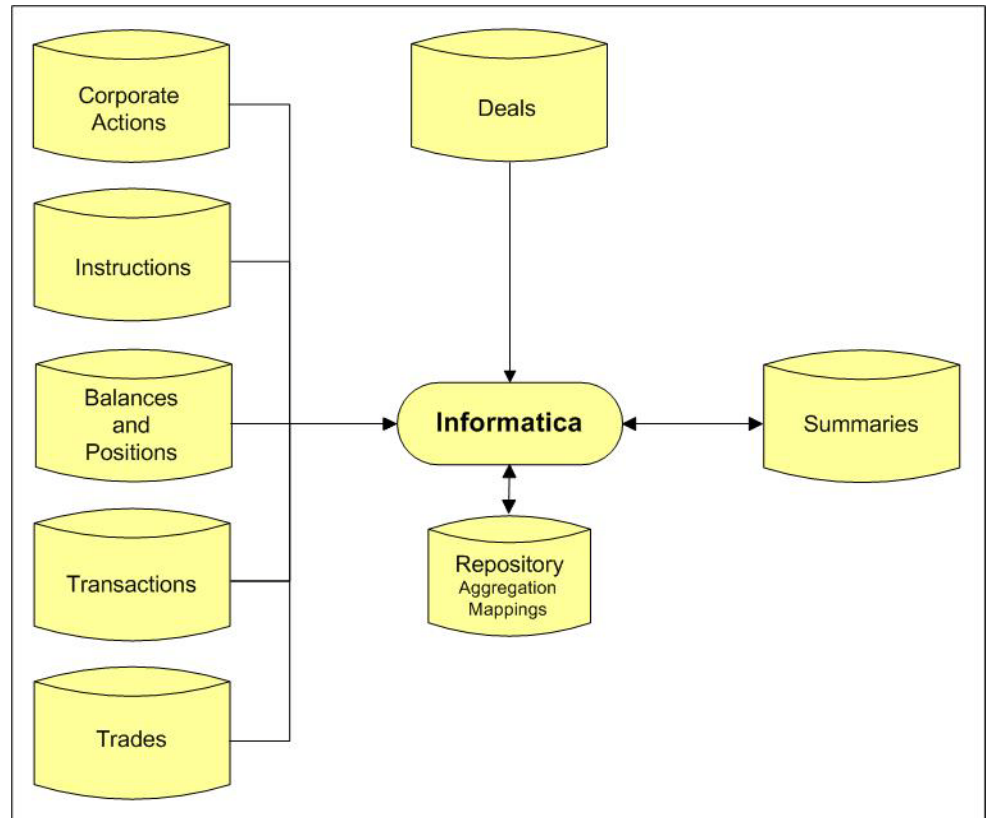 Corporate
Actions
Deals
Instructions
Balances
and
Positions
Informatica
Summaries
Transactions
Repository
Aggregation
Mappings
Trades